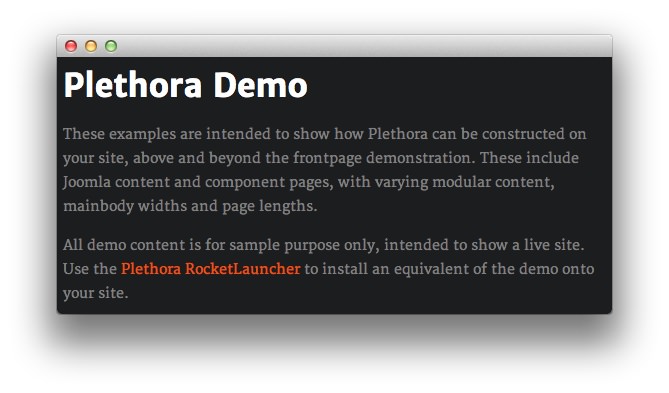 Plethora Demo
These examples are intended to show how Plethora can be constructed on
your site, above and beyond the frontpage demonstration. These include
Joomla content and component pages, with varying modular content,
mainbody widths and page lengths.
All demo content is for sample purpose only, intended to show a live site.
Use the Plethora RocketLauncher to install an equivalent of the demo onto
your site.